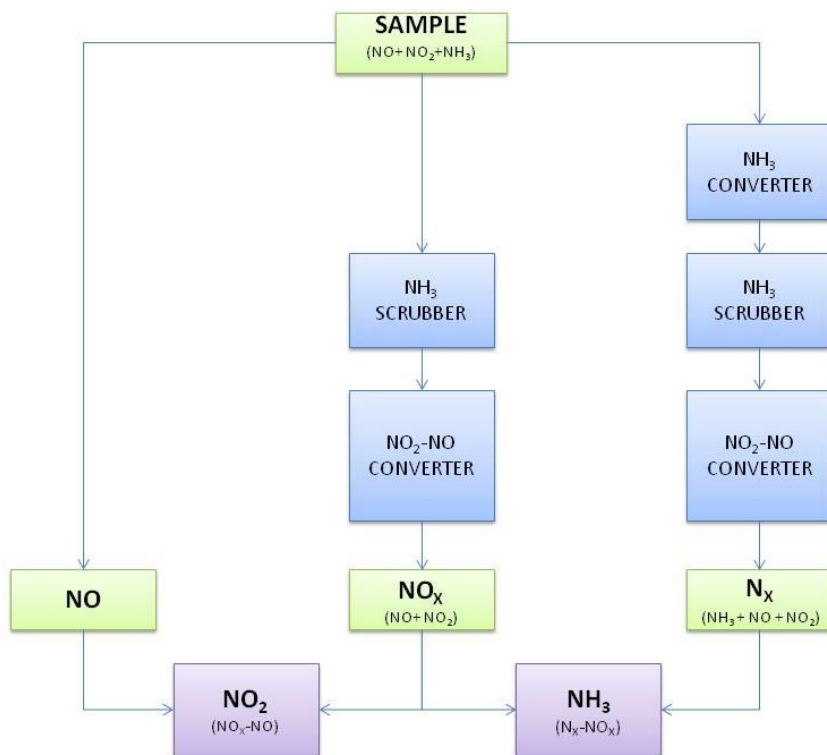 SAMPLE
(NO+ NO₂+NH₃)
NH₃
CONVERTER
NH₃
SCRUBBER
NH₃
SCRUBBER
NO₂-NO
CONVERTER
NO₂-NO
CONVERTER
NO
NOₓ
(NO+ NO₂)
Nₓ
(NH₃ + NO + NO₂)
NO₂
(NOₓ-NO)
NH₃
(Nₓ-NOₓ)